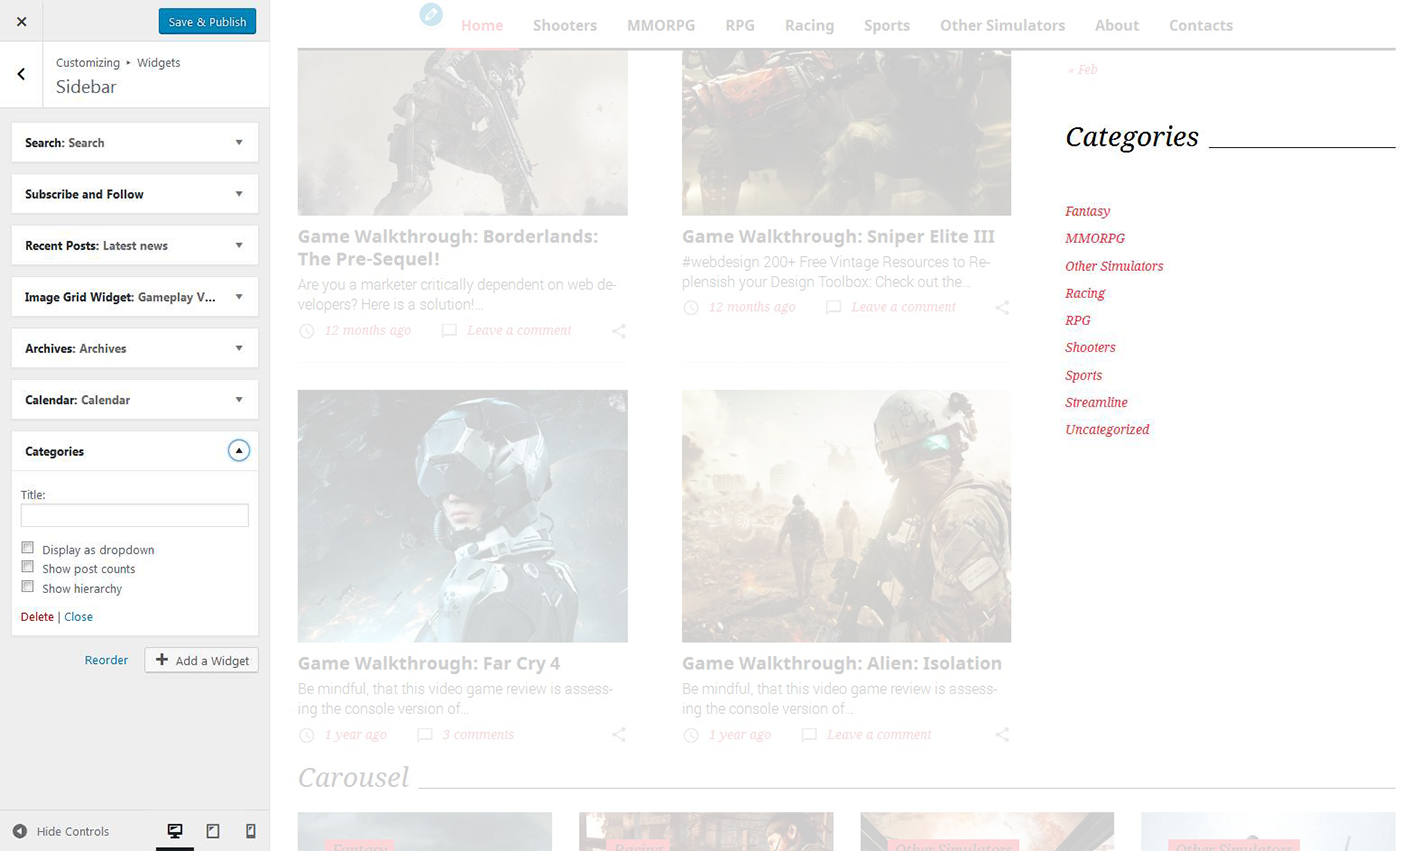 Save & Publish
Customizing ▸ Widgets
Sidebar
Search: Search
Subscribe and Follow
Recent Posts: Latest news
Image Grid Widget: Gameplay V...
Archives: Archives
Calendar: Calendar
Categories
Title:
Display as dropdown
Show post counts
Show hierarchy
Delete | Close
Reorder
Add a Widget
Hide Controls
Home Shooters MMORPG RPG Racing Sports Other Simulators About Contacts
Game Walkthrough: Borderlands:
The Pre-Sequel!
Are you a marketer critically dependent on web de-
velopers? Here is a solution!...
12 months ago Leave a comment
Game Walkthrough: Sniper Elite III
#webdesign 200+ Free Vintage Resources to Re-
plensish your Design Toolbox: Check out the...
12 months ago Leave a comment
Game Walkthrough: Far Cry 4
Be mindful, that this video game review is assess-
ing the console version of...
1 year ago 3 comments
Game Walkthrough: Alien: Isolation
Be mindful, that this video game review is assess-
ing the console version of...
1 year ago Leave a comment
Carousel
Fantasy
Racing
Other Simulators
Other Simulators
« Feb
Categories
Fantasy
MMORPG
Other Simulators
Racing
RPG
Shooters
Sports
Streamline
Uncategorized